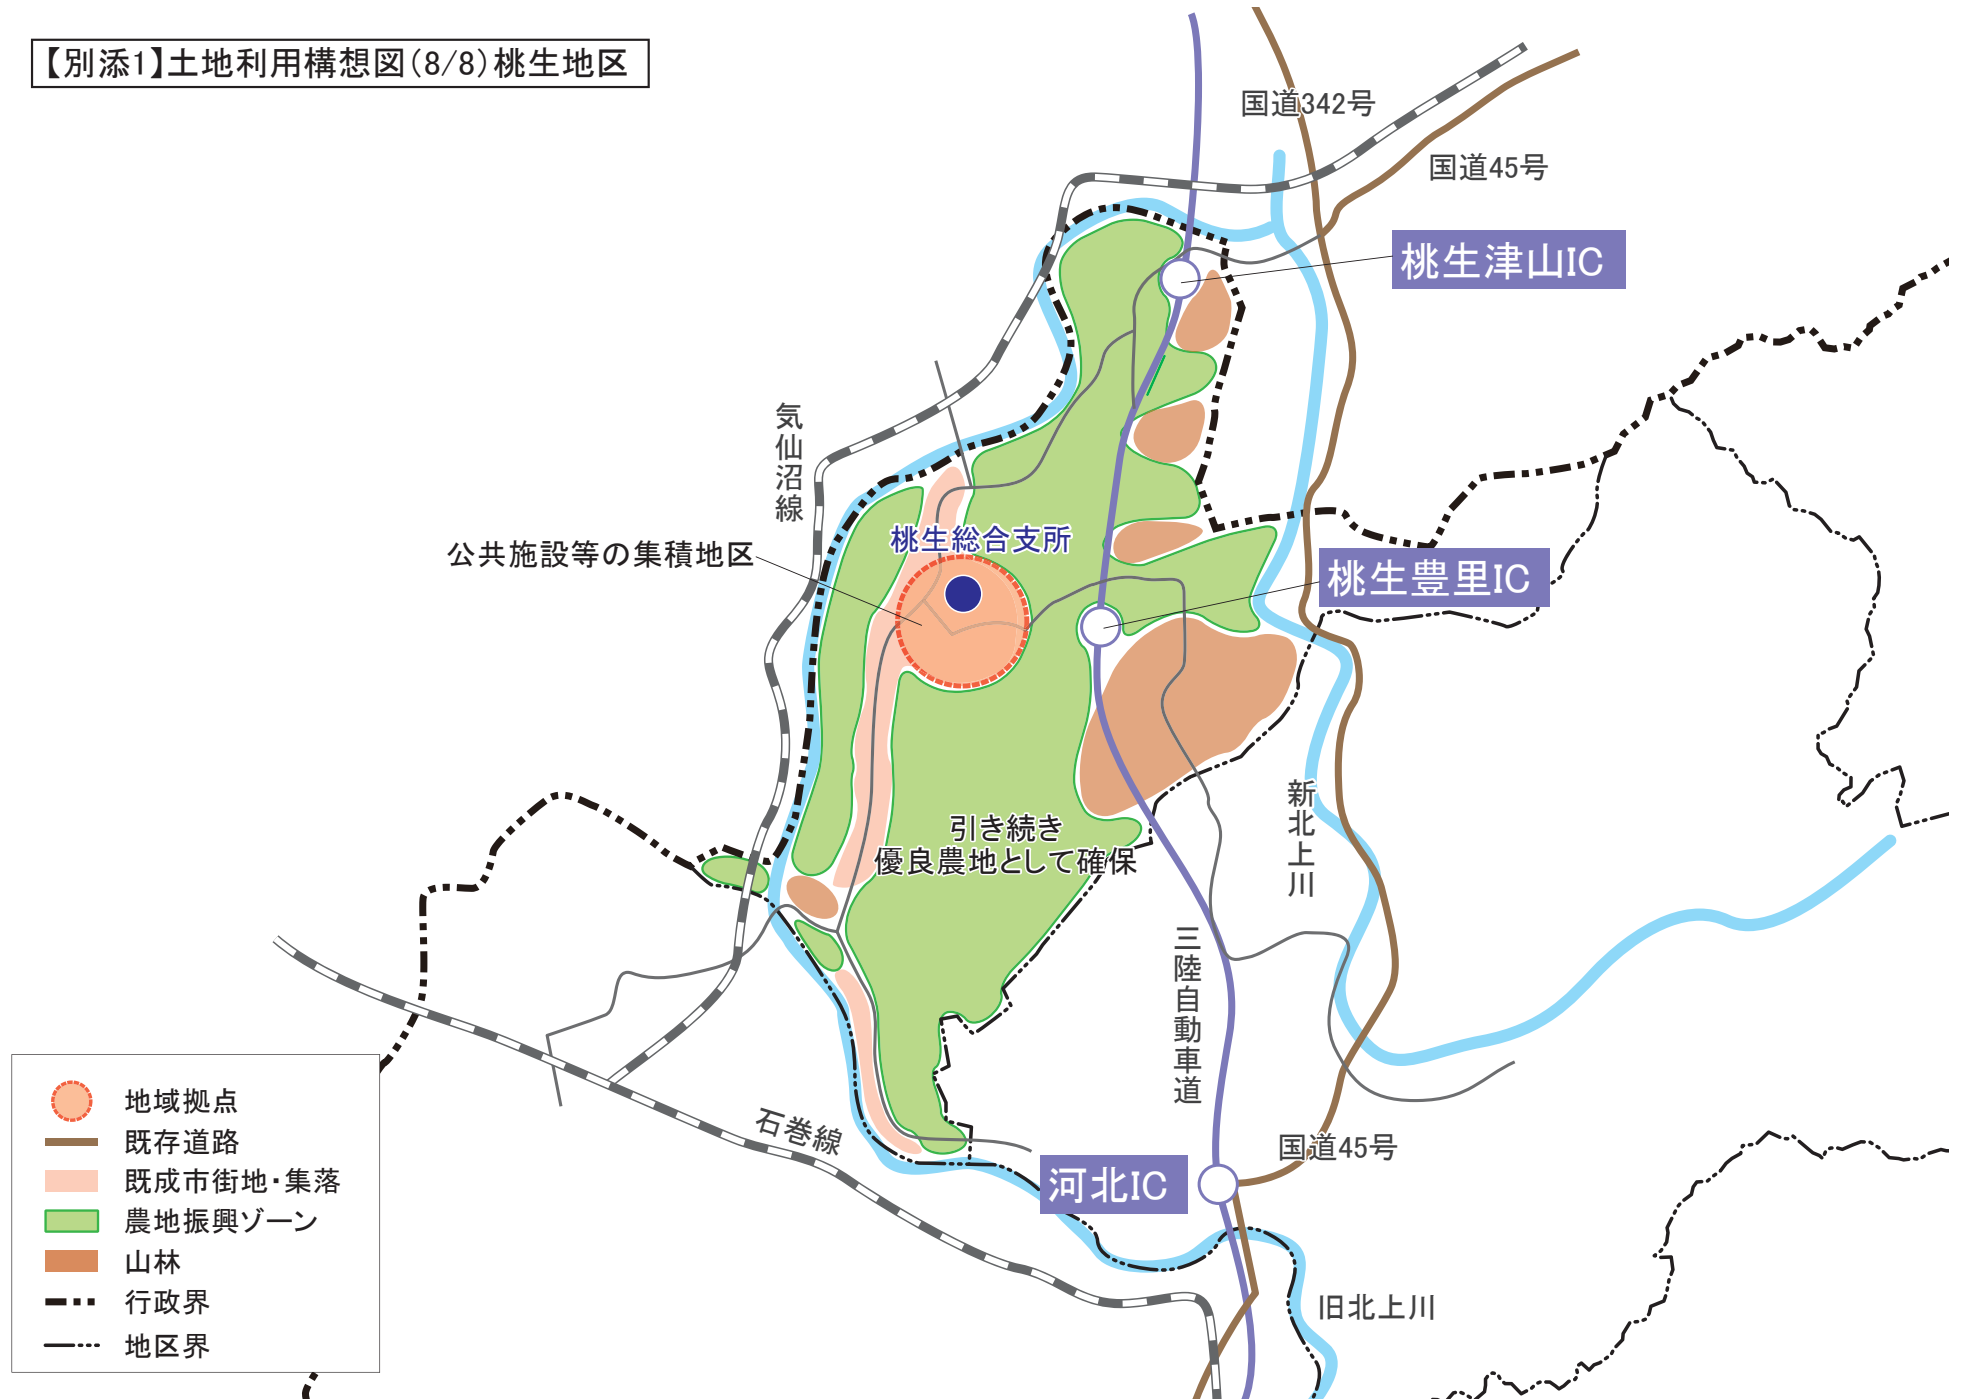 【別添1】土地利用構想図(8/8)桃生地区
国道342号
国道45号
桃生津山IC
気仙沼線
桃生総合支所
公共施設等の集積地区
桃生豊里IC
新北上川
引き続き
優良農地として確保
三陸自動車道
石巻線
国道45号
河北IC
旧北上川
地域拠点
既存道路
既成市街地・集落
農地振興ゾーン
山林
行政界
地区界